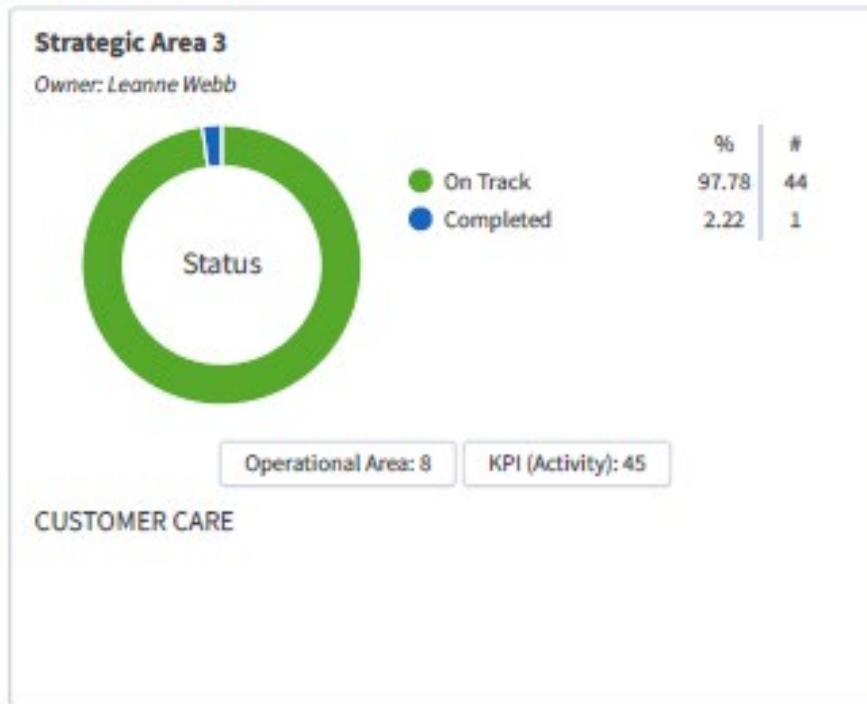 Strategic Area 3
Owner: Leanne Webb
% #
On Track 97.78 44
Completed 2.22 1
Status
Operational Area: 8 KPI (Activity): 45
CUSTOMER CARE